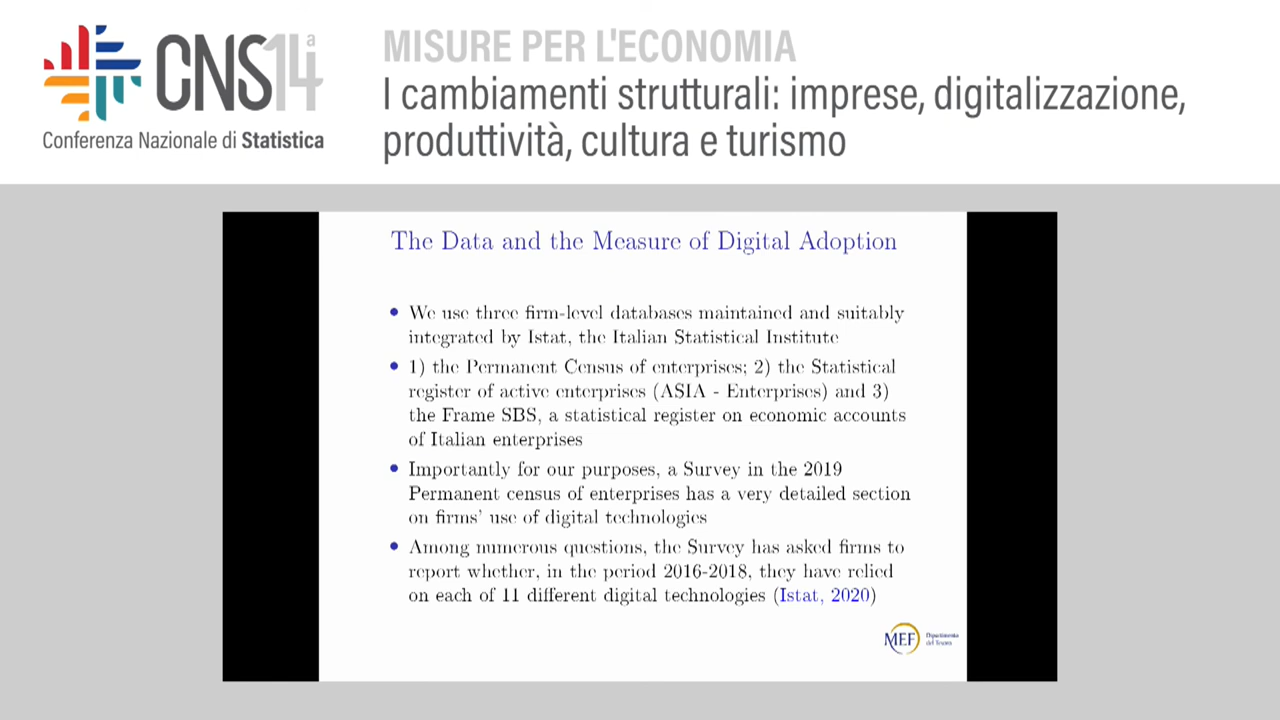 CNS14ª
Conferenza Nazionale di Statistica
MISURE PER L'ECONOMIA
I cambiamenti strutturali: imprese, digitalizzazione,
produttività, cultura e turismo
The Data and the Measure of Digital Adoption
• We use three firm-level databases maintained and suitably
integrated by Istat, the Italian Statistical Institute
• 1) the Permanent Census of enterprises; 2) the Statistical
register of active enterprises (ASIA - Enterprises) and 3)
the Frame SBS, a statistical register on economic accounts
of Italian enterprises
• Importantly for our purposes, a Survey in the 2019
Permanent census of enterprises has a very detailed section
on firms' use of digital technologies
• Among numerous questions, the Survey has asked firms to
report whether, in the period 2016-2018, they have relied
on each of 11 different digital technologies (Istat, 2020)
MEF Dipartimento
del Tesoro